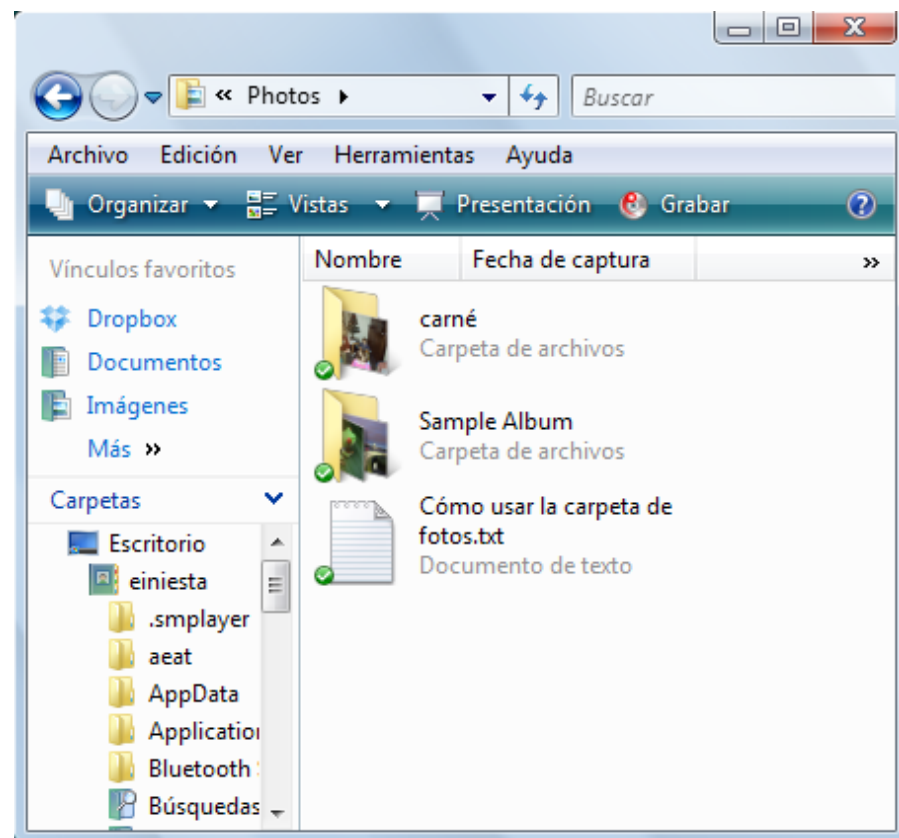 « Photos
Buscar
Archivo Edición Ver Herramientas Ayuda
Organizar Vistas Presentación Grabar
Vínculos favoritos
Dropbox
Documentos
Imágenes
Más »
Carpetas
Escritorio
einiesta
.smplayer
aeat
AppData
Application
Bluetooth
Búsquedas
Nombre Fecha de captura »
carné
Carpeta de archivos
Sample Album
Carpeta de archivos
Cómo usar la carpeta de
fotos.txt
Documento de texto